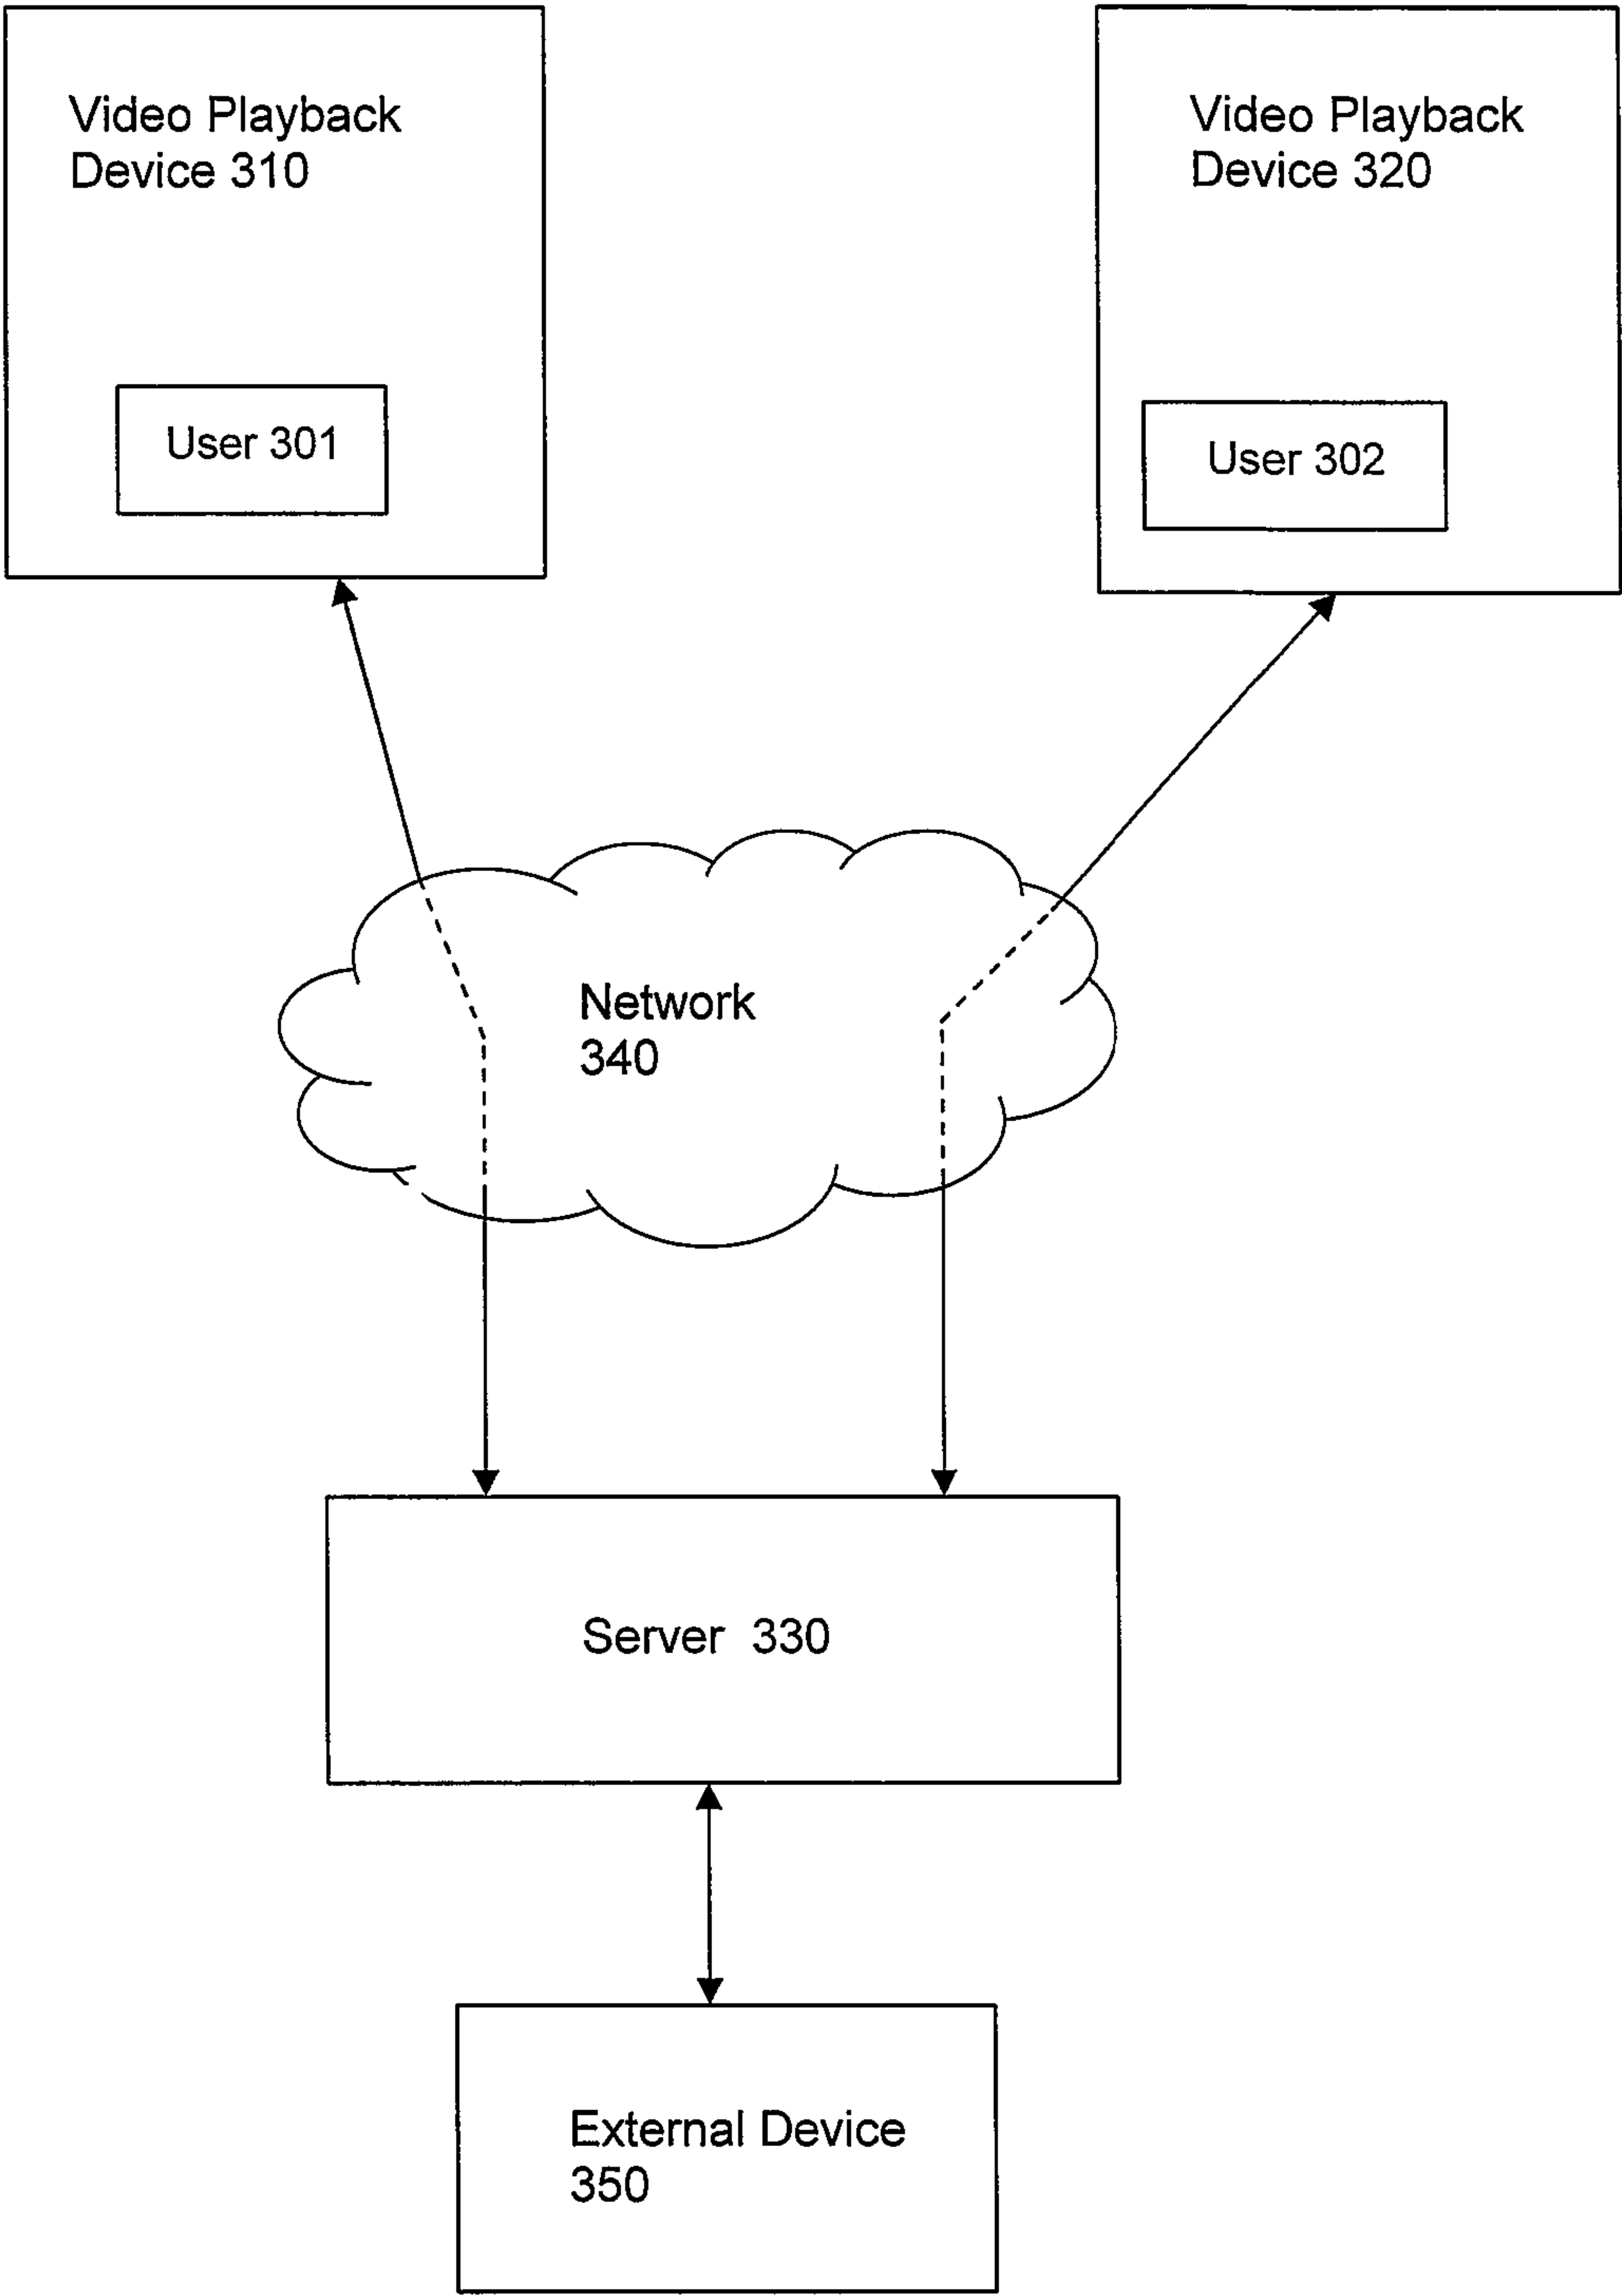 Video Playback
Device 310
User 301
Video Playback
Device 320
User 302
Network
340
Server 330
External Device
350